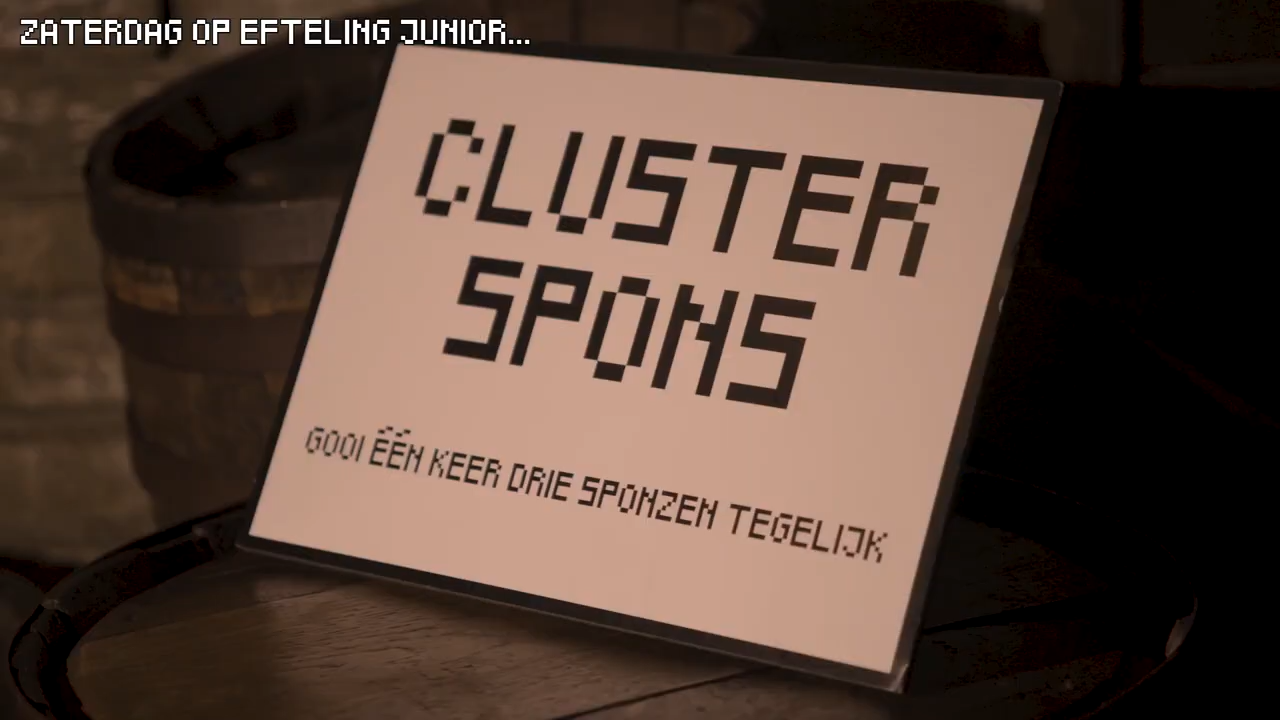 ZATERDAG OP EFTELING JUNIOR...
CLUSTER
SPONS
GOOI ÉÉN KEER DRIE SPONZEN TEGELIJK